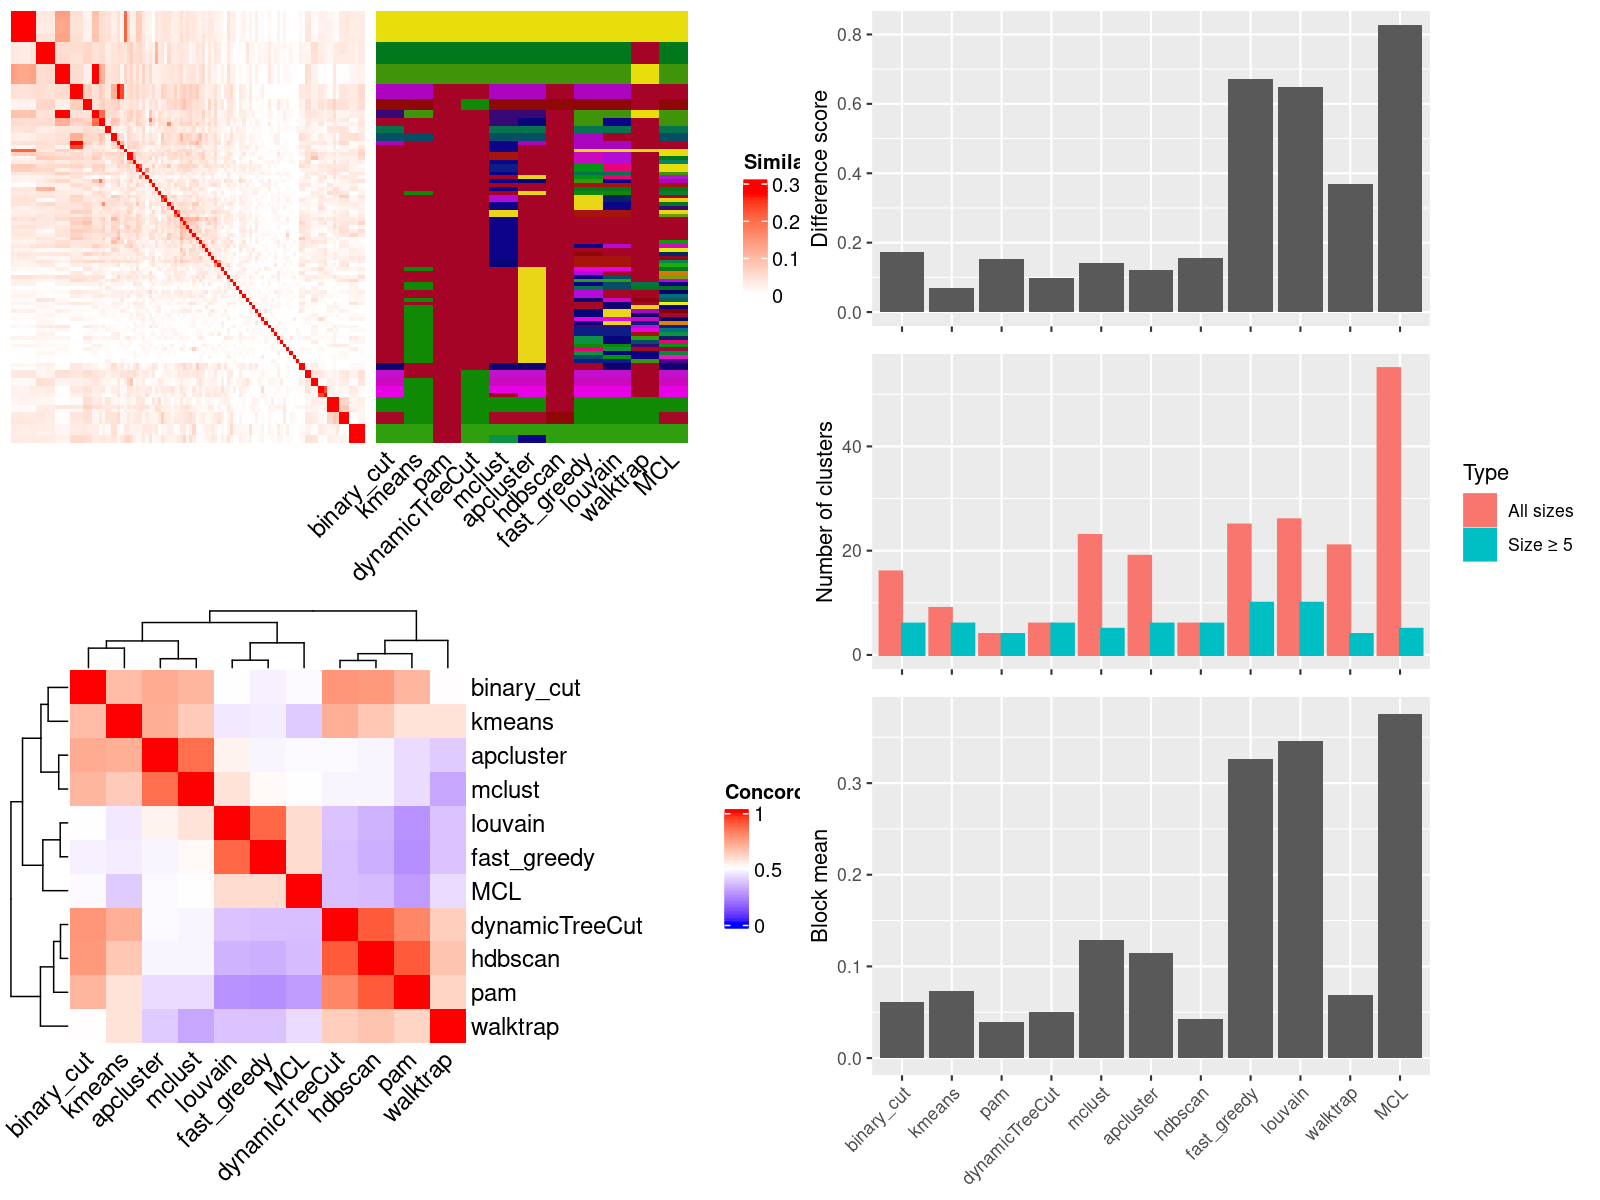 Simila
0.3
0.2
0.1
0
binary_cut
kmeans
pam
dynamicTreeCut
mclust
apcluster
hdbscan
fast_greedy
louvain
walktrap
MCL
binary_cut
kmeans
apcluster
mclust
louvain
fast_greedy
MCL
dynamicTreeCut
hdbscan
pam
walktrap
binary_cut
kmeans
apcluster
mclust
louvain
fast_greedy
MCL
dynamicTreeCut
hdbscan
pam
walktrap
Concord
1
0.5
0
Difference score
0.8
0.6
0.4
0.2
0.0
Number of clusters
40
20
0
Type
All sizes
Size ≥ 5
Block mean
0.3
0.2
0.1
0.0
binary_cut
kmeans
pam
dynamicTreeCut
mclust
apcluster
hdbscan
fast_greedy
louvain
walktrap
MCL